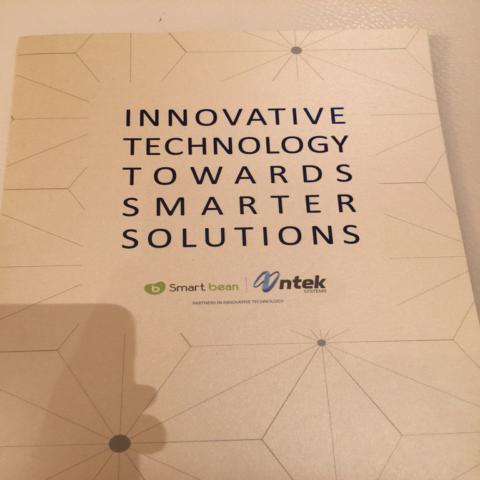 INNOVATIVE
TECHNOLOGY
TOWARDS
SMARTER
SOLUTIONS
b Smart bean ntek
SYSTEMS
PARTNERS IN INNOVATIVE TECHNOLOGY